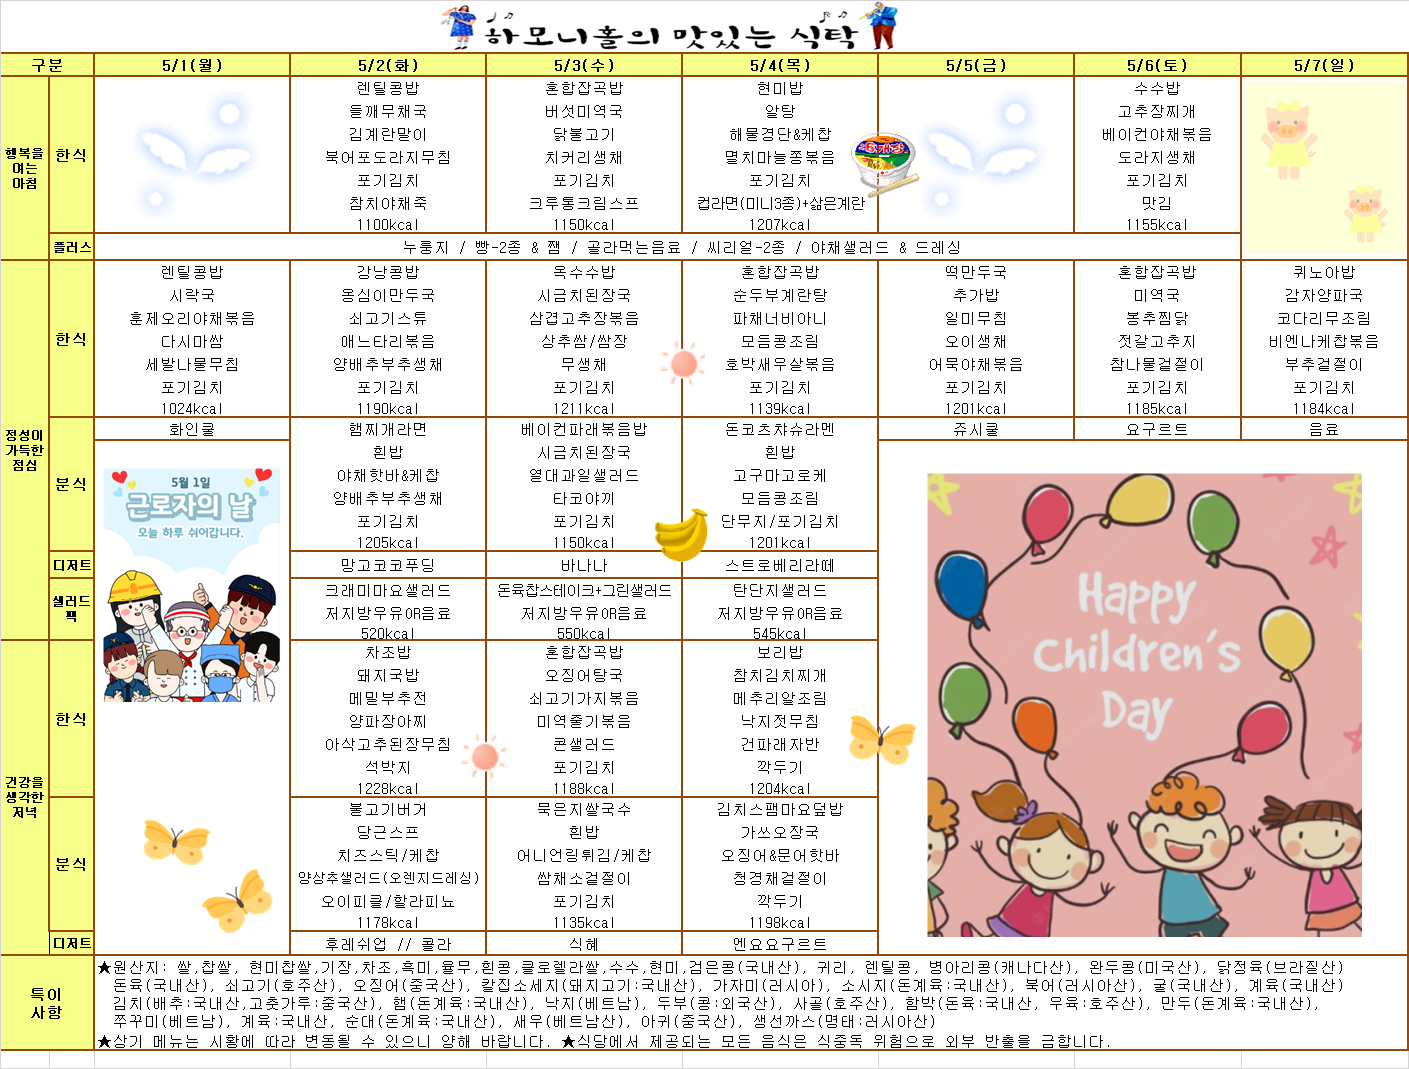 하모니홀의 맛있는 식탁
구분 5/1(월) 5/2(화) 5/3(수) 5/4(목) 5/5(금) 5/6(토) 5/7(일)
행복을
여는
아침
한식
렌틸콩밥 혼합잡곡밥 현미밥 수수밥
들깨무채국 버섯미역국 알탕 고추장찌개
김계란말이 닭불고기 해물경단&케찹 베이컨야채볶음
북어포도라지무침 치커리생채 멸치마늘쫑볶음 도라지생채
포기김치 포기김치 포기김치 포기김치
참치야채죽 크루통크림스프 컵라면(미니3종)+삶은계란 맛김
1100kcal 1150kcal 1207kcal 1155kcal
육개장
플러스 누룽지 / 빵-2종 & 잼 / 골라먹는음료 / 씨리얼-2종 / 야채샐러드 & 드레싱
정성이
가득한
점심
한식
렌틸콩밥 강낭콩밥 옥수수밥 혼합잡곡밥 떡만두국 혼합잡곡밥 퀴노아밥
시락국 옹심이만두국 시금치된장국 순두부계란탕 추가밥 미역국 감자양파국
훈제오리야채볶음 쇠고기스튜 삼겹고추장볶음 파채너비아니 일미무침 봉추찜닭 코다리무조림
다시마쌈 애느타리볶음 상추쌈/쌈장 모듬콩조림 오이생채 젓갈고추지 비엔나케찹볶음
세발나물무침 양배추부추생채 무생채 호박새우살볶음 어묵야채볶음 참나물겉절이 부추겉절이
포기김치 포기김치 포기김치 포기김치 포기김치 포기김치 포기김치
1024kcal 1190kcal 1211kcal 1139kcal 1201kcal 1185kcal 1184kcal
분식
화인쿨 햄찌개라면 베이컨파래볶음밥 돈코츠챠슈라멘 쥬시쿨 요구르트 음료
흰밥 시금치된장국 흰밥
야채핫바&케찹 열대과일샐러드 고구마고로케
양배추부추생채 타코야끼 모듬콩조림
포기김치 포기김치 단무지/포기김치
1205kcal 1150kcal 1201kcal
디저트 망고코코푸딩 바나나 스트로베리라떼
샐러드
팩
크래미마요샐러드 돈육찹스테이크+그린샐러드 탄단지샐러드
저지방우유OR음료 저지방우유OR음료 저지방우유OR음료
520kcal 550kcal 545kcal
5월 1일
근로자의 날
오늘 하루 쉬어갑니다.
Happy
Children's
Day
건강을
생각한
저녁
한식
차조밥 혼합잡곡밥 보리밥
돼지국밥 오징어탕국 참치김치찌개
메밀부추전 쇠고기가지볶음 메추리알조림
양파장아찌 미역줄기볶음 낙지젓무침
아삭고추된장무침 콘샐러드 건파래자반
석박지 포기김치 깍두기
1228kcal 1188kcal 1204kcal
분식
불고기버거 묵은지쌀국수 김치스팸마요덮밥
당근스프 흰밥 가쓰오장국
치즈스틱/케찹 어니언링튀김/케찹 오징어&문어핫바
양상추샐러드(오렌지드레싱) 쌈채소겉절이 청경채겉절이
오이피클/할라피뇨 포기김치 깍두기
1178kcal 1135kcal 1198kcal
디저트 후레쉬업 // 콜라 식혜 엔요요구르트
특이
사항
★원산지: 쌀,찹쌀, 현미찹쌀,기장,차조,흑미,율무,흰콩,클로렐라쌀,수수,현미,검은콩(국내산), 귀리, 렌틸콩, 병아리콩(캐나다산), 완두콩(미국산), 닭정육(브라질산)
돈육(국내산), 쇠고기(호주산), 오징어(중국산), 칼집소세지(돼지고기:국내산), 가자미(러시아), 소시지(돈계육:국내산), 북어(러시아산), 굴(국내산), 계육(국내산)
김치(배추:국내산,고춧가루:중국산), 햄(돈계육:국내산), 낙지(베트남), 두부(콩:외국산), 사골(호주산), 함박(돈육:국내산, 우육:호주산), 만두(돈계육:국내산),
쭈꾸미(베트남), 계육:국내산, 순대(돈계육:국내산), 새우(베트남산), 아귀(중국산), 생선까스(명태:러시아산)
★상기 메뉴는 시황에 따라 변동될 수 있으니 양해 바랍니다. ★식당에서 제공되는 모든 음식은 식중독 위험으로 외부 반출을 금합니다.